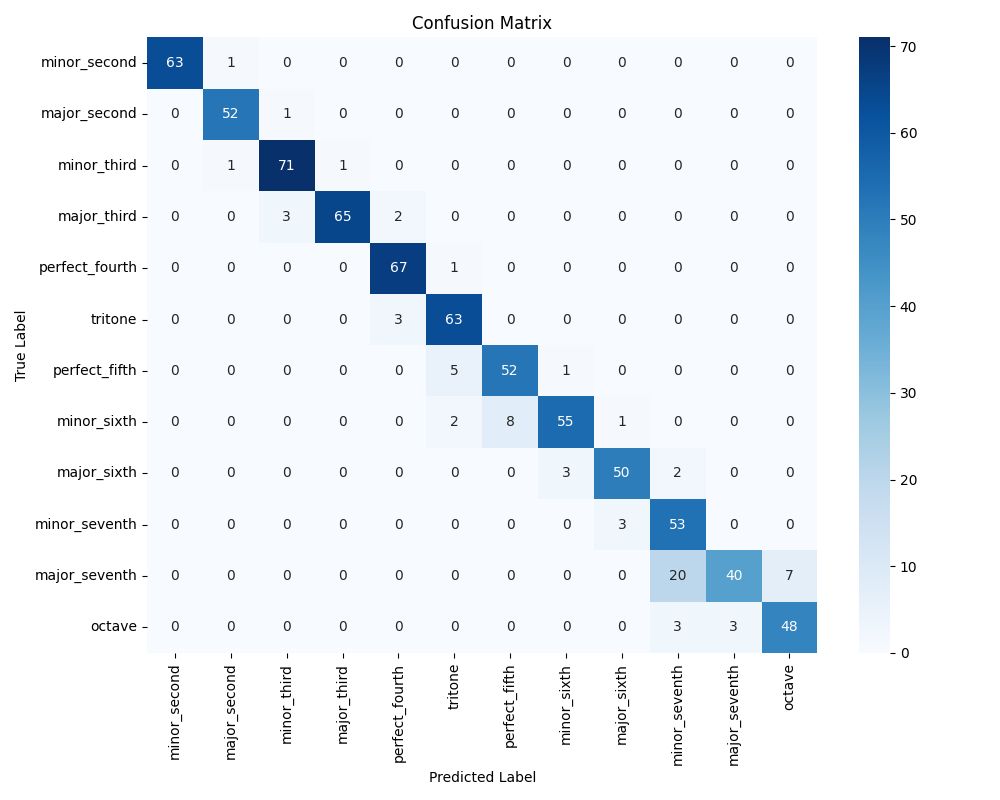 Confusion Matrix
minor_second 63 1 0 0 0 0 0 0 0 0 0 0
major_second 0 52 1 0 0 0 0 0 0 0 0 0
minor_third 0 1 71 1 0 0 0 0 0 0 0 0
major_third 0 0 3 65 2 0 0 0 0 0 0 0
perfect_fourth 0 0 0 0 67 1 0 0 0 0 0 0
tritone 0 0 0 0 3 63 0 0 0 0 0 0
perfect_fifth 0 0 0 0 0 5 52 1 0 0 0 0
minor_sixth 0 0 0 0 0 2 8 55 1 0 0 0
major_sixth 0 0 0 0 0 0 0 3 50 2 0 0
minor_seventh 0 0 0 0 0 0 0 0 3 53 0 0
major_seventh 0 0 0 0 0 0 0 0 0 20 40 7
octave 0 0 0 0 0 0 0 0 0 3 3 48
True Label
minor_second
major_second
minor_third
major_third
perfect_fourth
tritone
perfect_fifth
minor_sixth
major_sixth
minor_seventh
major_seventh
octave
Predicted Label
70
60
50
40
30
20
10
0